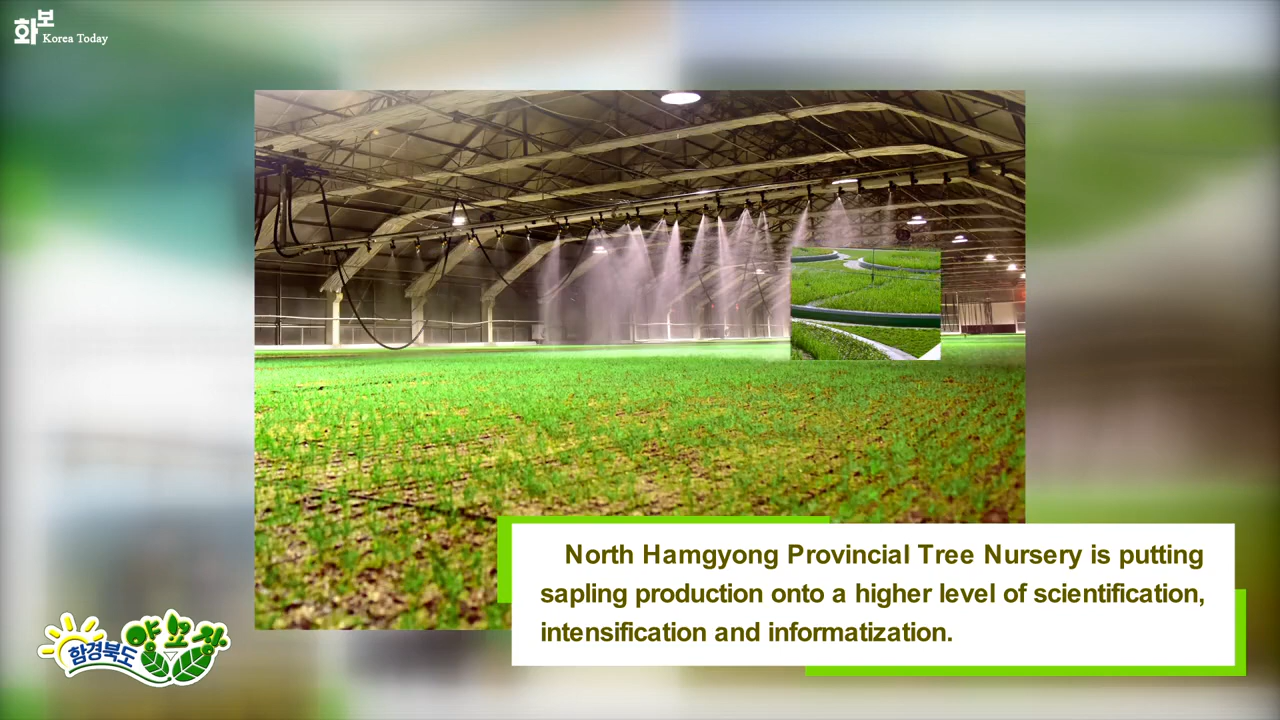 화보
Korea Today
North Hamgyong Provincial Tree Nursery is putting
sapling production onto a higher level of scientification,
intensification and informatization.
함경북도
양묘장